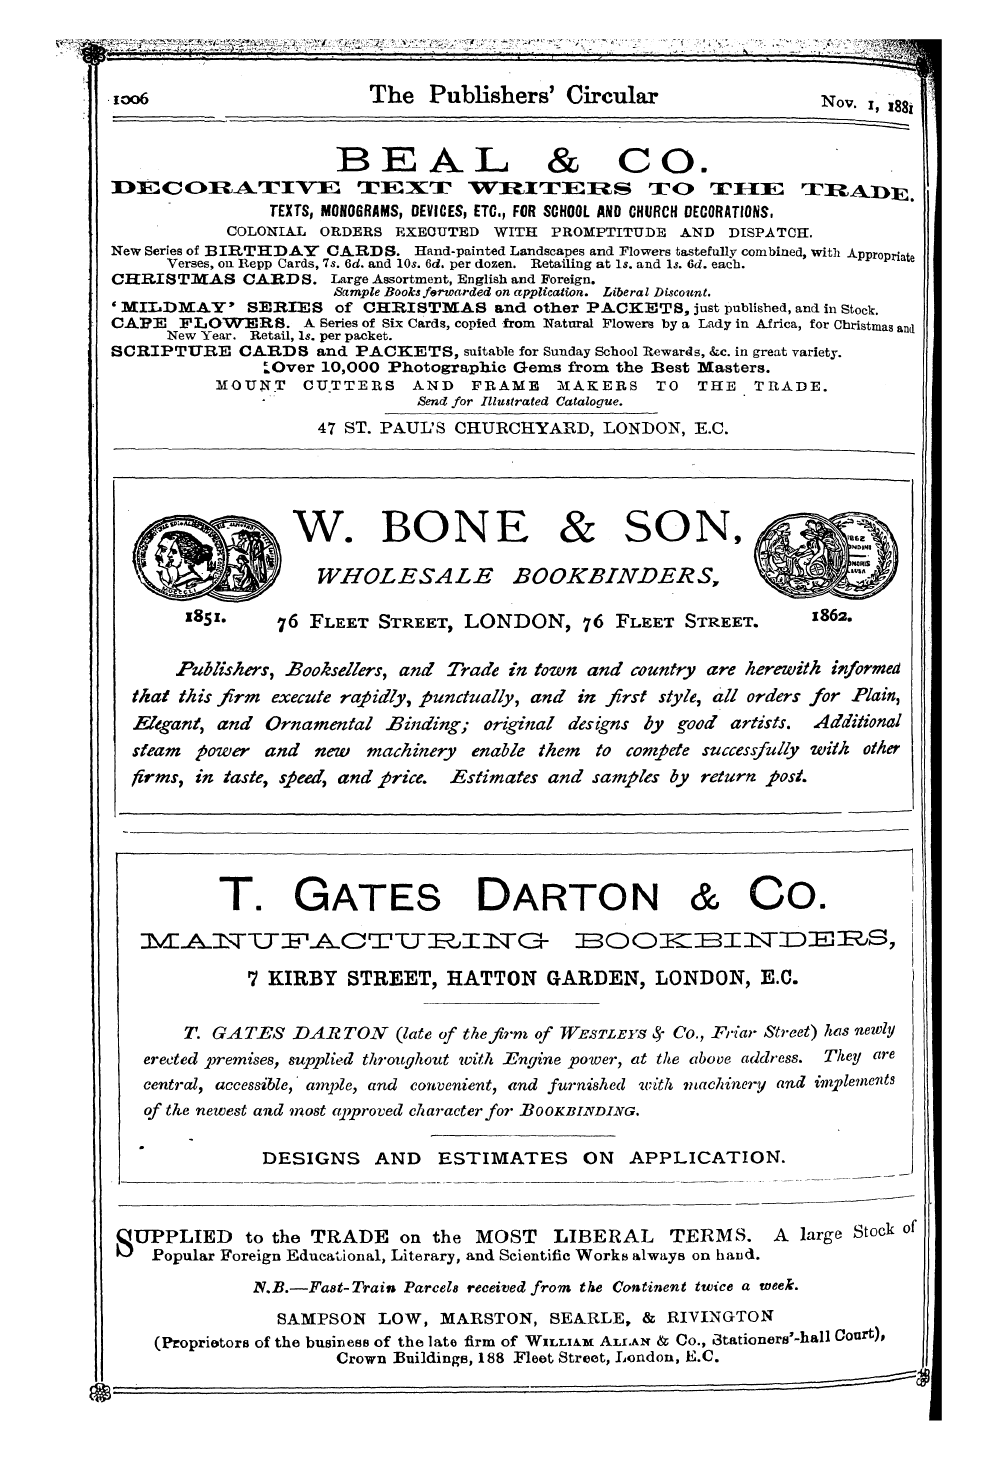 1006 The Publishers' Circular Nov. 1, 1881
BEAL & CO.
DECORATIVE TEXT WRITERS TO THE TRADE.
TEXTS, MONOGRAMS, DEVICES, ETC., FOR SCHOOL AND CHURCH DECORATIONS.
COLONIAL ORDERS EXECUTED WITH PROMPTITUDE AND DISPATCH.
New Series of BIRTHDAY CARDS. Hand-painted Landscapes and Flowers tastefully combined, with Appropriate
Verses, on Repp Cards, 7s. 6d. and 10s. 6d. per dozen. Retailing at 1s. and 1s. 6d. each.
CHRISTMAS CARDS. Large Assortment, English and Foreign.
Sample Books forwarded on application. Liberal Discount.
'MILDMAY' SERIES of CHRISTMAS and other PACKETS, just published, and in Stock.
CAPE FLOWERS. A Series of Six Cards, copied from Natural Flowers by a Lady in Africa, for Christmas and
New Year. Retail, 1s. per packet.
SCRIPTURE CARDS and PACKETS, suitable for Sunday School Rewards, &c. in great variety.
Over 10,000 Photographic Gems from the Best Masters.
MOUNT CUTTERS AND FRAME MAKERS TO THE TRADE.
Send for Illustrated Catalogue.
47 ST. PAUL'S CHURCHYARD, LONDON, E.C.
W. BONE & SON,
WHOLESALE BOOKBINDERS,
1851. 76 FLEET STREET, LONDON, 76 FLEET STREET. 1862.
Publishers, Booksellers, and Trade in town and country are herewith informed
that this firm execute rapidly, punctually, and in first style, all orders for Plain,
Elegant, and Ornamental Binding; original designs by good artists. Additional
steam power and new machinery enable them to compete successfully with other
firms, in taste, speed, and price. Estimates and samples by return post.
T. GATES DARTON & CO.
MANUFACTURING BOOKBINDERS,
7 KIRBY STREET, HATTON GARDEN, LONDON, E.C.
T. GATES DARTON (late of the firm of WESTLEYS & Co., Friar Street) has newly
erected premises, supplied throughout with Engine power, at the above address. They are
central, accessible, ample, and convenient, and furnished with machinery and implements
of the newest and most approved character for BOOKBINDING.
DESIGNS AND ESTIMATES ON APPLICATION.
SUPPLIED to the TRADE on the MOST LIBERAL TERMS. A large Stock of
Popular Foreign Educational, Literary, and Scientific Works always on hand.
N.B.—Fast-Train Parcels received from the Continent twice a week.
SAMPSON LOW, MARSTON, SEARLE, & RIVINGTON
(Proprietors of the business of the late firm of WILLIAM ALLAN & Co., Stationers'-hall Court),
Crown Buildings, 188 Fleet Street, London, E.C.